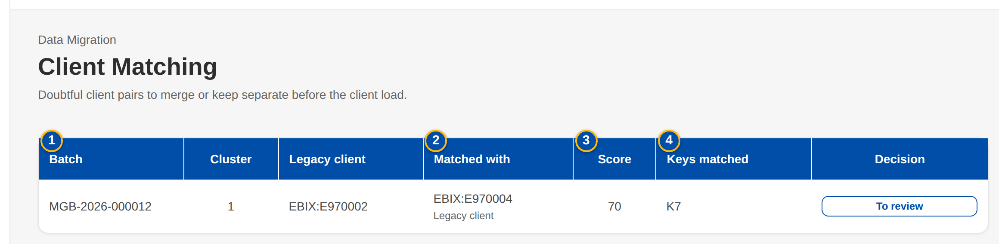 Data Migration
Client Matching
Doubtful client pairs to merge or keep separate before the client load.
1 2 3 4
Batch Cluster Legacy client Matched with Score Keys matched Decision
MGB-2026-000012 1 EBIX:E970002 EBIX:E970004 70 K7 To review
Legacy client